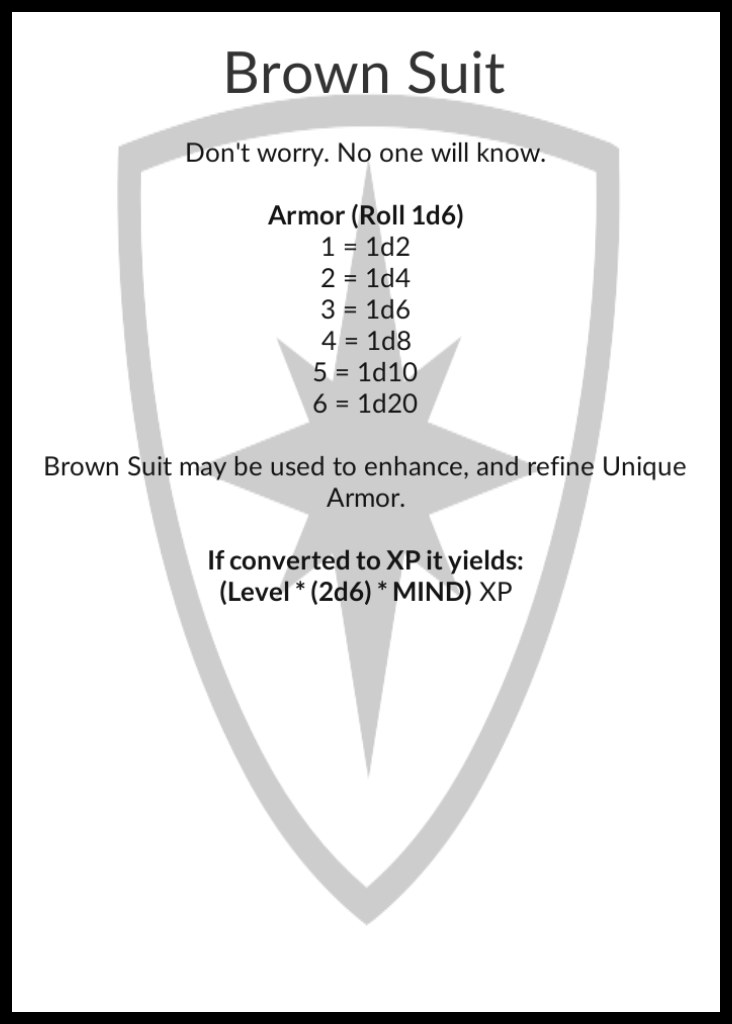 Brown Suit
Don't worry. No one will know.
Armor (Roll 1d6)
1 = 1d2
2 = 1d4
3 = 1d6
4 = 1d8
5 = 1d10
6 = 1d20
Brown Suit may be used to enhance, and refine Unique
Armor.
If converted to XP it yields:
(Level * (2d6) * MIND) XP